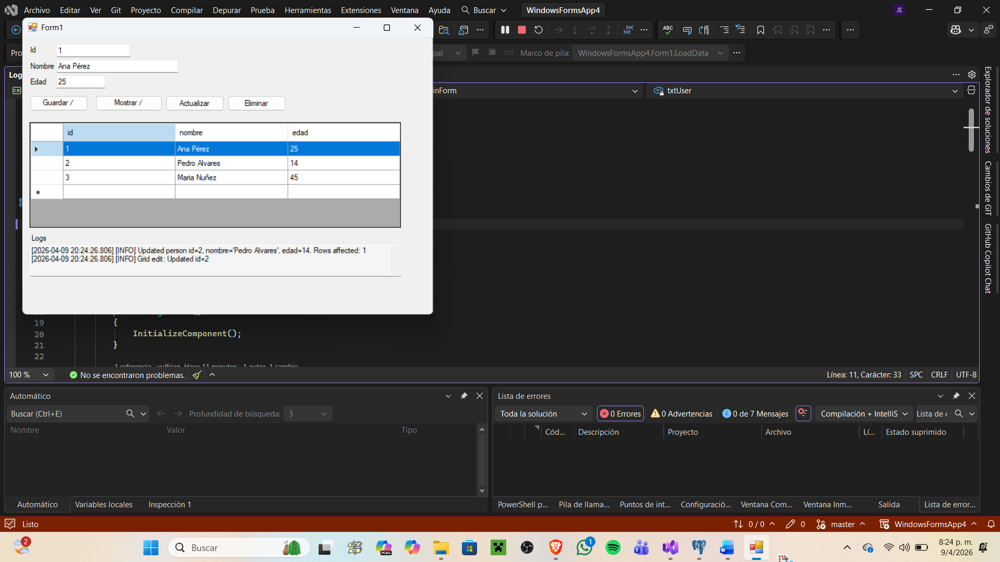 Archivo Editar Ver Git Proyecto Compilar Depurar Prueba Herramientas Extensiones Ventana Ayuda Buscar WindowsFormsApp4 JE
Form1
Id 1
Nombre Ana Pérez
Edad 25
Guardar / Mostrar / Actualizar Eliminar
id nombre edad
1 Ana Pérez 25
2 Pedro Alvares 14
3 Maria Nuñez 45
Logs
[2026-04-09 20:24:26.806] [INFO] Updated person id=2, nombre='Pedro Alvares', edad=14. Rows affected: 1
[2026-04-09 20:24:26.806] [INFO] Grid edit: Updated id=2
Pro
pal Marco de pila: WindowsFormsApp4.Form1.LoadData
Log
inForm txtUser
Explorador de soluciones
Cambios de GIT
GitHub Copilot Chat
19 {
20 InitializeComponent();
21 }
22
1 referencia | yulfrian, Hace 11 minutos | 1 autor, 1 cambio
100 % No se encontraron problemas. Línea: 11, Carácter: 33 SPC CRLF UTF-8
Automático
Buscar (Ctrl+E) Profundidad de búsqueda: 3
Nombre Valor Tipo
Automático Variables locales Inspección 1
Lista de errores
Toda la solución 0 Errores 0 Advertencias 0 de 7 Mensajes Compilación + IntelliS Lista de e
Cód... Descripción Proyecto Archivo Lí... Estado suprimido
PowerShell p... Pila de llama... Puntos de int... Configuració... Ventana Com... Ventana Inm... Salida Lista de error...
Listo 0 / 0 0 master WindowsFormsApp4
2 Buscar M365 1 8:24 p. m.
9/4/2026